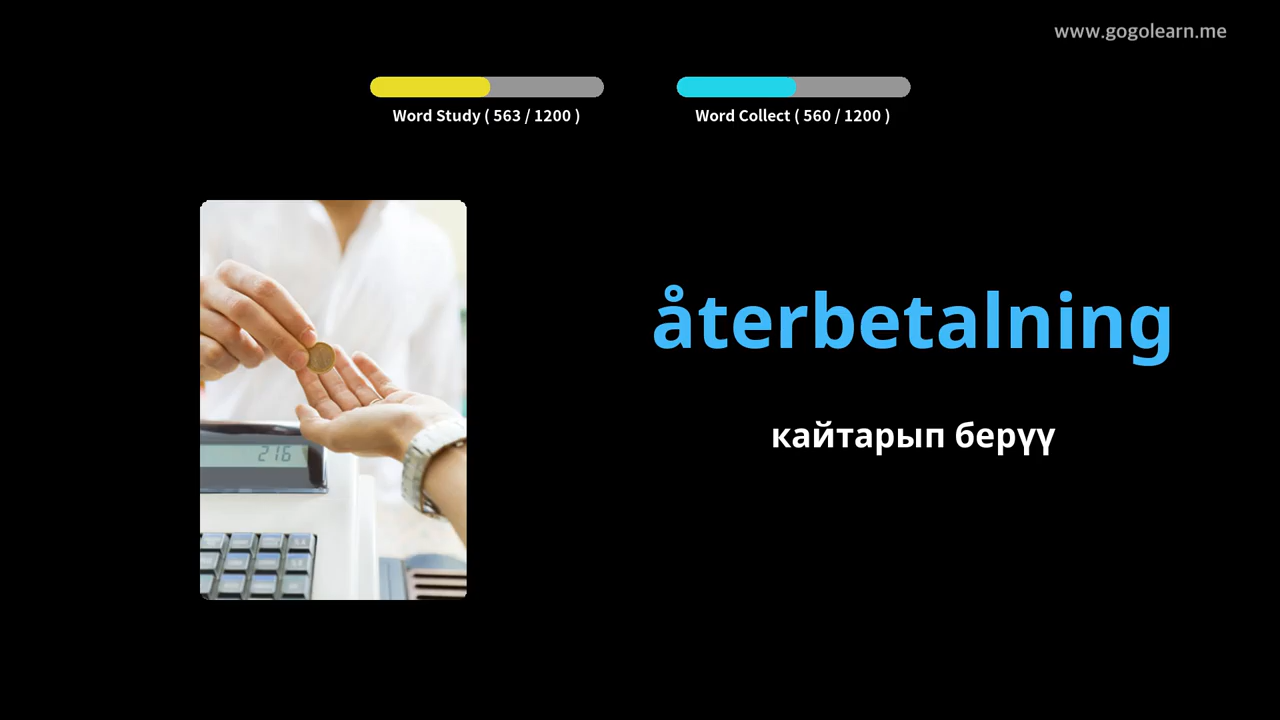 www.gogolearn.me
Word Study ( 563 / 1200 )
Word Collect ( 560 / 1200 )
återbetalning
кайтарып берүү
216